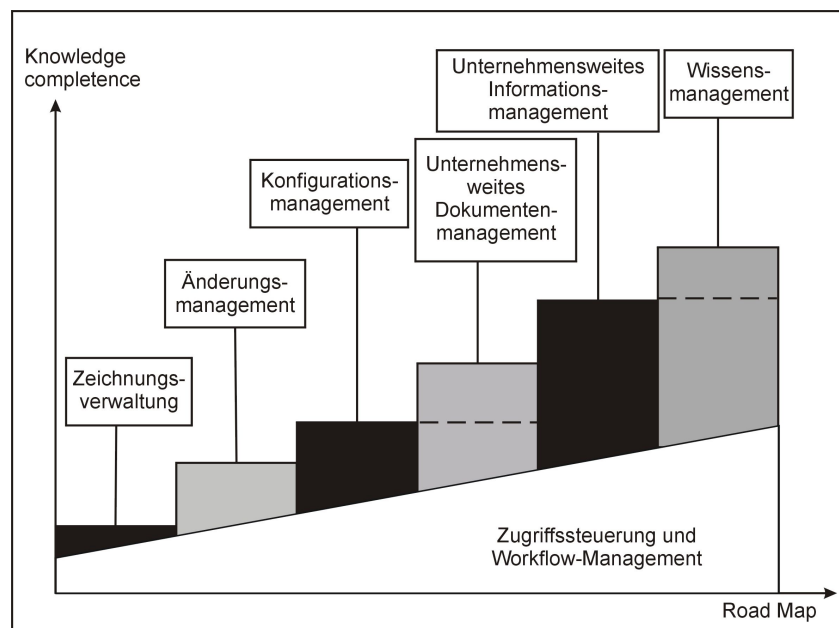 Knowledge
completence
Unternehmensweites
Informations-
management
Wissens-
management
Unternehmens-
weites
Dokumenten-
management
Konfigurations-
management
Änderungs-
management
Zeichnungs-
verwaltung
Zugriffssteuerung und
Workflow-Management
Road Map